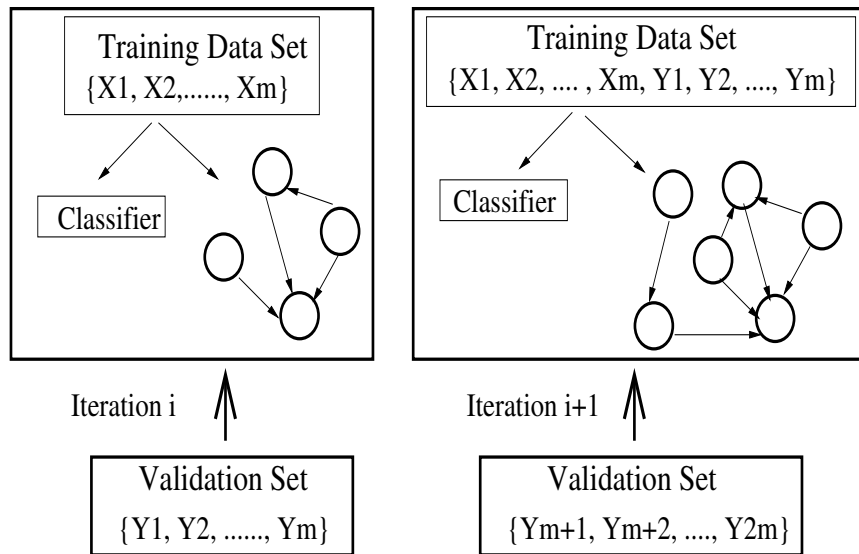 Training Data Set
{X1, X2,......, Xm}
Classifier
Iteration i
Validation Set
{Y1, Y2, ......, Ym}
Training Data Set
{X1, X2, .... , Xm, Y1, Y2, ...., Ym}
Classifier
Iteration i+1
Validation Set
{Ym+1, Ym+2, ...., Y2m}